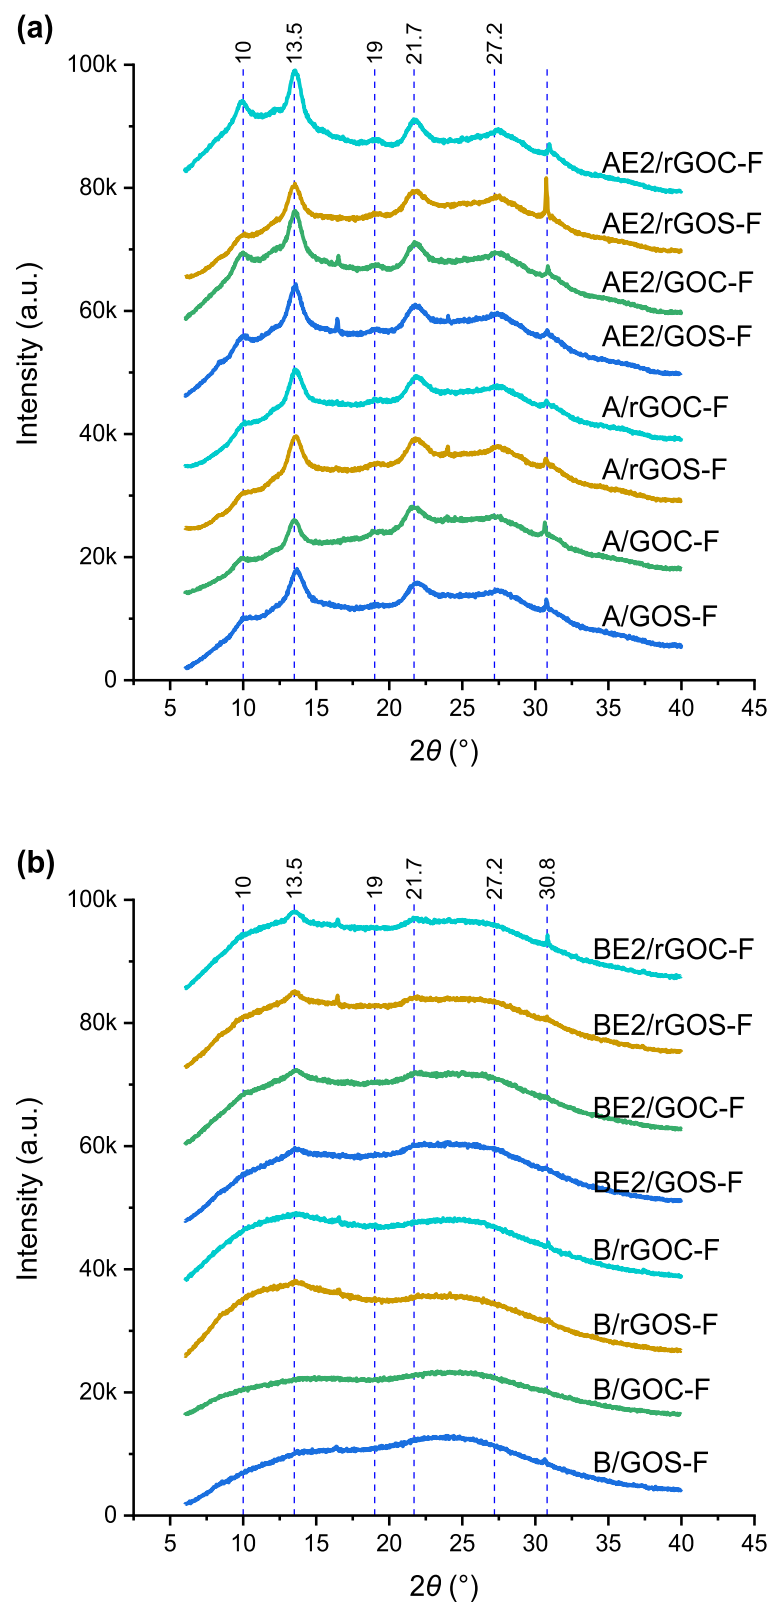 (a)
10 13.5 19 21.7 27.2
100k
80k
60k
40k
20k
0
Intensity (a.u.)
AE2/rGOC-F
AE2/rGOS-F
AE2/GOC-F
AE2/GOS-F
A/rGOC-F
A/rGOS-F
A/GOC-F
A/GOS-F
5 10 15 20 25 30 35 40 45
2θ (°)
(b)
10 13.5 19 21.7 27.2 30.8
100k
80k
60k
40k
20k
0
Intensity (a.u.)
BE2/rGOC-F
BE2/rGOS-F
BE2/GOC-F
BE2/GOS-F
B/rGOC-F
B/rGOS-F
B/GOC-F
B/GOS-F
5 10 15 20 25 30 35 40 45
2θ (°)